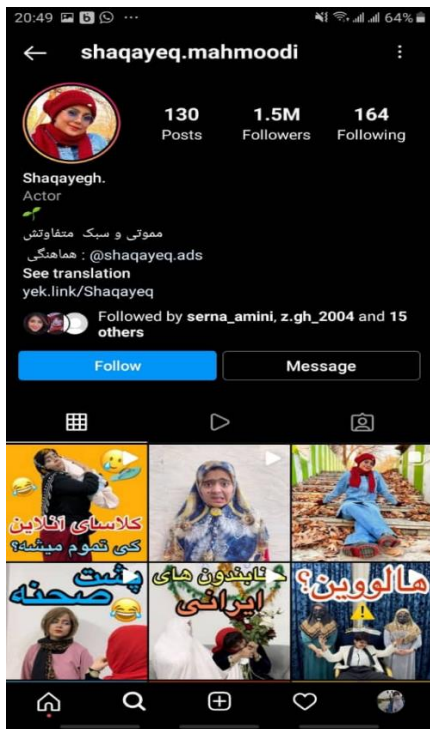 20:49
64%
shaqayeq.mahmoodi
130 1.5M 164
Posts Followers Following
Shaqayegh.
Actor
مموتی و سبک متفاوتش
هماهنگی : @shaqayeq.ads
See translation
yek.link/Shaqayeq
Followed by serna_amini, z.gh_2004 and 15
others
Follow Message
کلاسای آنلاین
کی تموم میشه؟
پشت
صحنه
حنابندون های
ایرانی
هالووین؟